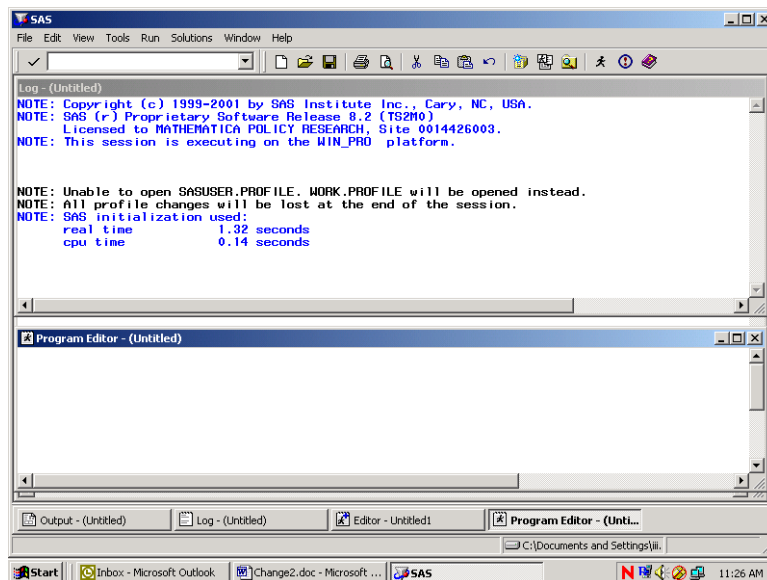 SAS
File Edit View Tools Run Solutions Window Help
Log - (Untitled)
NOTE: Copyright (c) 1999-2001 by SAS Institute Inc., Cary, NC, USA.
NOTE: SAS (r) Proprietary Software Release 8.2 (TS2M0)
Licensed to MATHEMATICA POLICY RESEARCH, Site 0014426003.
NOTE: This session is executing on the WIN_PRO platform.
NOTE: Unable to open SASUSER.PROFILE. WORK.PROFILE will be opened instead.
NOTE: All profile changes will be lost at the end of the session.
NOTE: SAS initialization used:
real time 1.32 seconds
cpu time 0.14 seconds
Program Editor - (Untitled)
Output - (Untitled) Log - (Untitled) Editor - Untitled1 Program Editor - (Unti...
C:\Documents and Settings\iii.
Start Inbox - Microsoft Outlook Change2.doc - Microsoft ... SAS 11:26 AM